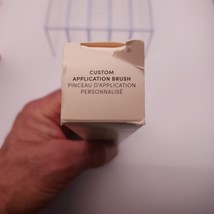 CUSTOM
APPLICATION BRUSH
PINCEAU D'APPLICATION
PERSONNALISÉ